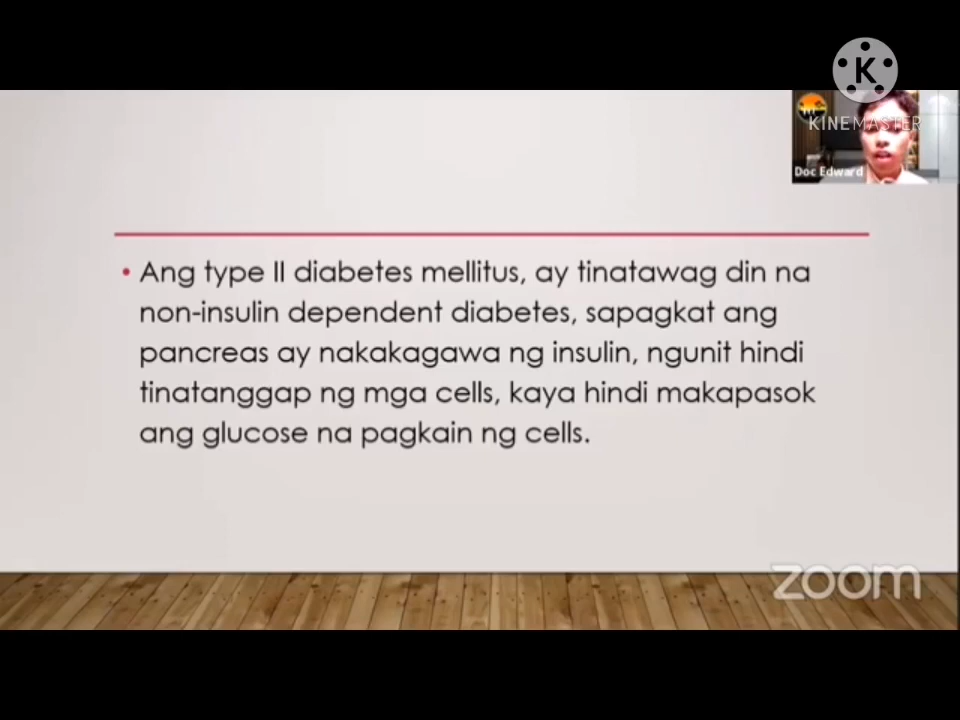 K
KINEMASTER
Doc Edward
• Ang type II diabetes mellitus, ay tinatawag din na
non-insulin dependent diabetes, sapagkat ang
pancreas ay nakakagawa ng insulin, ngunit hindi
tinatanggap ng mga cells, kaya hindi makapasok
ang glucose na pagkain ng cells.
zoom